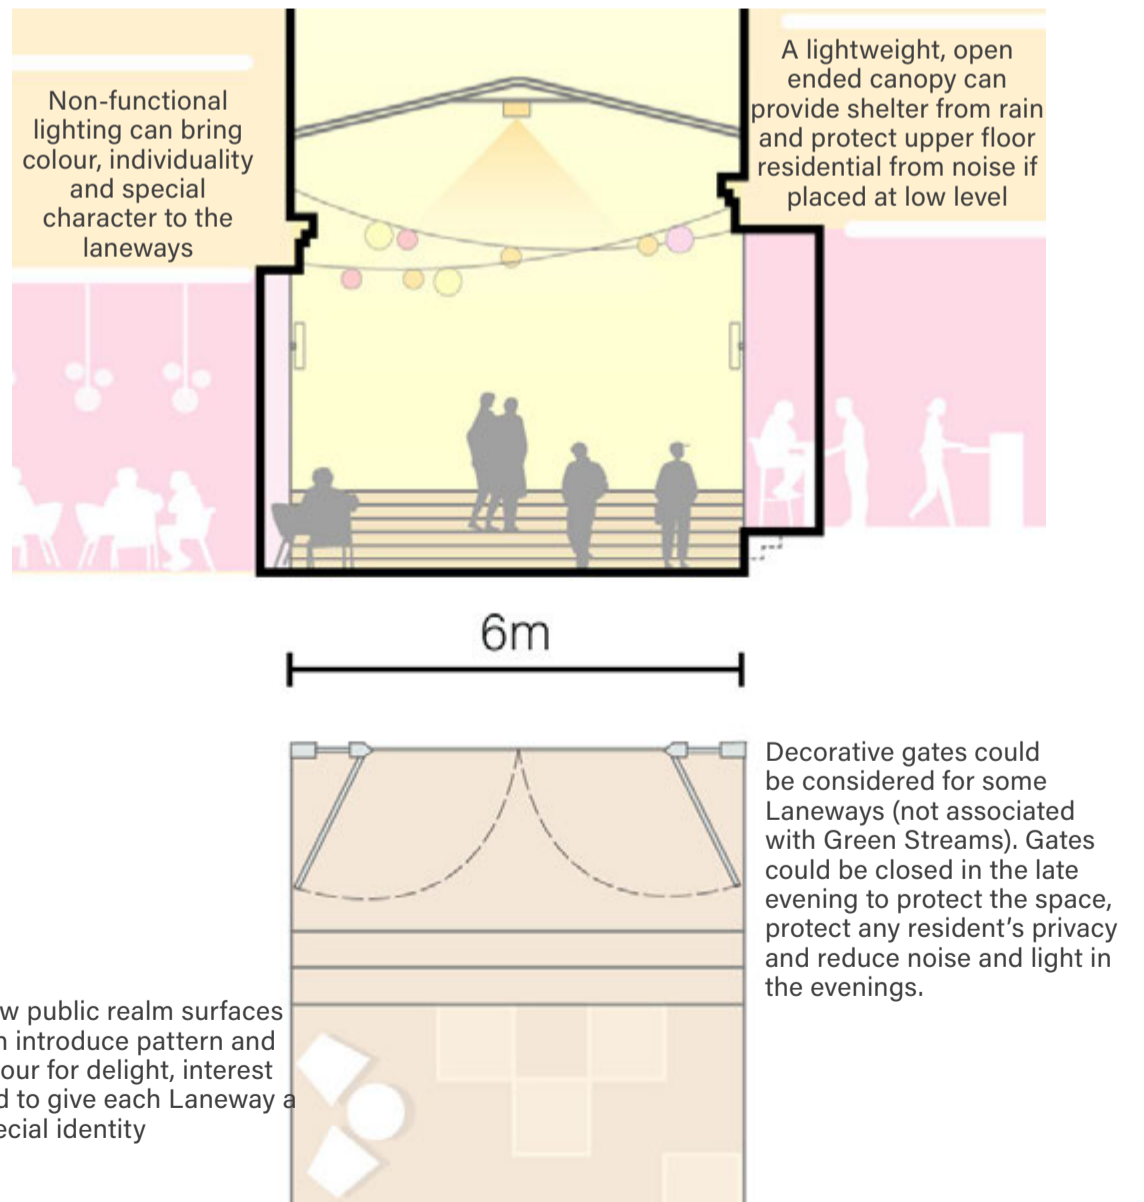 Non-functional
lighting can bring
colour, individuality
and special
character to the
laneways
A lightweight, open
ended canopy can
provide shelter from rain
and protect upper floor
residential from noise if
placed at low level
6m
Decorative gates could
be considered for some
Laneways (not associated
with Green Streams). Gates
could be closed in the late
evening to protect the space,
protect any resident's privacy
and reduce noise and light in
the evenings.
w public realm surfaces
n introduce pattern and
our for delight, interest
d to give each Laneway a
ecial identity